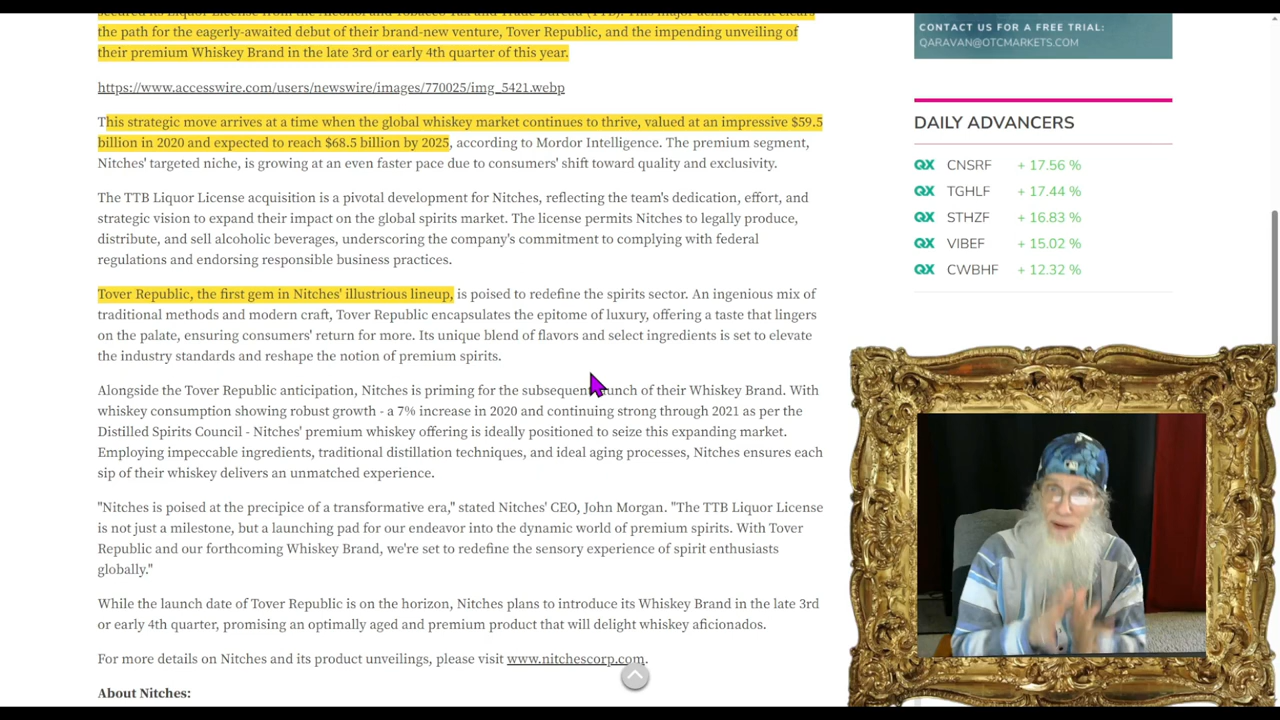 secured its Liquor License from the Alcohol and Tobacco Tax and Trade Bureau (TTB). This major achievement clears
the path for the eagerly-awaited debut of their brand-new venture, Tover Republic, and the impending unveiling of
their premium Whiskey Brand in the late 3rd or early 4th quarter of this year.
https://www.accesswire.com/users/newswire/images/770025/img_5421.webp
This strategic move arrives at a time when the global whiskey market continues to thrive, valued at an impressive $59.5
billion in 2020 and expected to reach $68.5 billion by 2025, according to Mordor Intelligence. The premium segment,
Nitches' targeted niche, is growing at an even faster pace due to consumers' shift toward quality and exclusivity.
The TTB Liquor License acquisition is a pivotal development for Nitches, reflecting the team's dedication, effort, and
strategic vision to expand their impact on the global spirits market. The license permits Nitches to legally produce,
distribute, and sell alcoholic beverages, underscoring the company's commitment to complying with federal
regulations and endorsing responsible business practices.
Tover Republic, the first gem in Nitches' illustrious lineup, is poised to redefine the spirits sector. An ingenious mix of
traditional methods and modern craft, Tover Republic encapsulates the epitome of luxury, offering a taste that lingers
on the palate, ensuring consumers' return for more. Its unique blend of flavors and select ingredients is set to elevate
the industry standards and reshape the notion of premium spirits.
Alongside the Tover Republic anticipation, Nitches is priming for the subsequent launch of their Whiskey Brand. With
whiskey consumption showing robust growth - a 7% increase in 2020 and continuing strong through 2021 as per the
Distilled Spirits Council - Nitches' premium whiskey offering is ideally positioned to seize this expanding market.
Employing impeccable ingredients, traditional distillation techniques, and ideal aging processes, Nitches ensures each
sip of their whiskey delivers an unmatched experience.
"Nitches is poised at the precipice of a transformative era," stated Nitches' CEO, John Morgan. "The TTB Liquor License
is not just a milestone, but a launching pad for our endeavor into the dynamic world of premium spirits. With Tover
Republic and our forthcoming Whiskey Brand, we're set to redefine the sensory experience of spirit enthusiasts
globally."
While the launch date of Tover Republic is on the horizon, Nitches plans to introduce its Whiskey Brand in the late 3rd
or early 4th quarter, promising an optimally aged and premium product that will delight whiskey aficionados.
For more details on Nitches and its product unveilings, please visit www.nitchescorp.com.
About Nitches:
CONTACT US FOR A FREE TRIAL:
QARAVAN@OTCMARKETS.COM
DAILY ADVANCERS
QX CNSRF + 17.56 %
QX TGHLF + 17.44 %
QX STHZF + 16.83 %
QX VIBEF + 15.02 %
QX CWBHF + 12.32 %